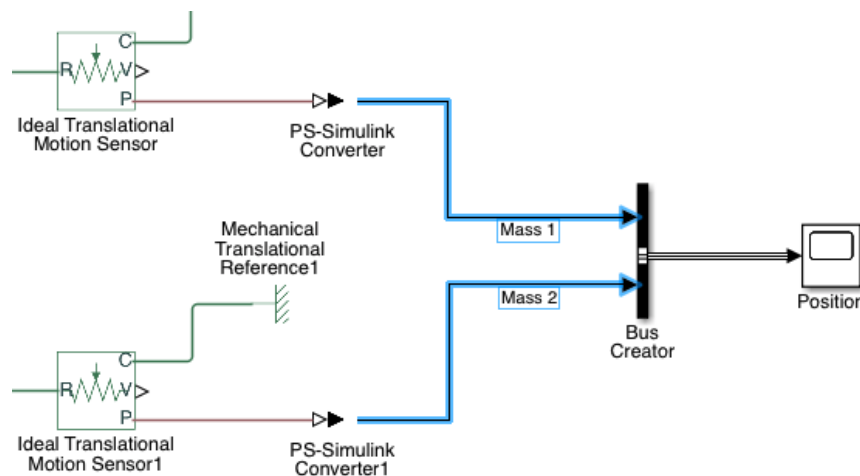 C
R
V
P
Ideal Translational
Motion Sensor
PS-Simulink
Converter
Mass 1
Mechanical
Translational
Reference1
Mass 2
Position
Bus
Creator
C
R
V
P
Ideal Translational
Motion Sensor1
PS-Simulink
Converter1